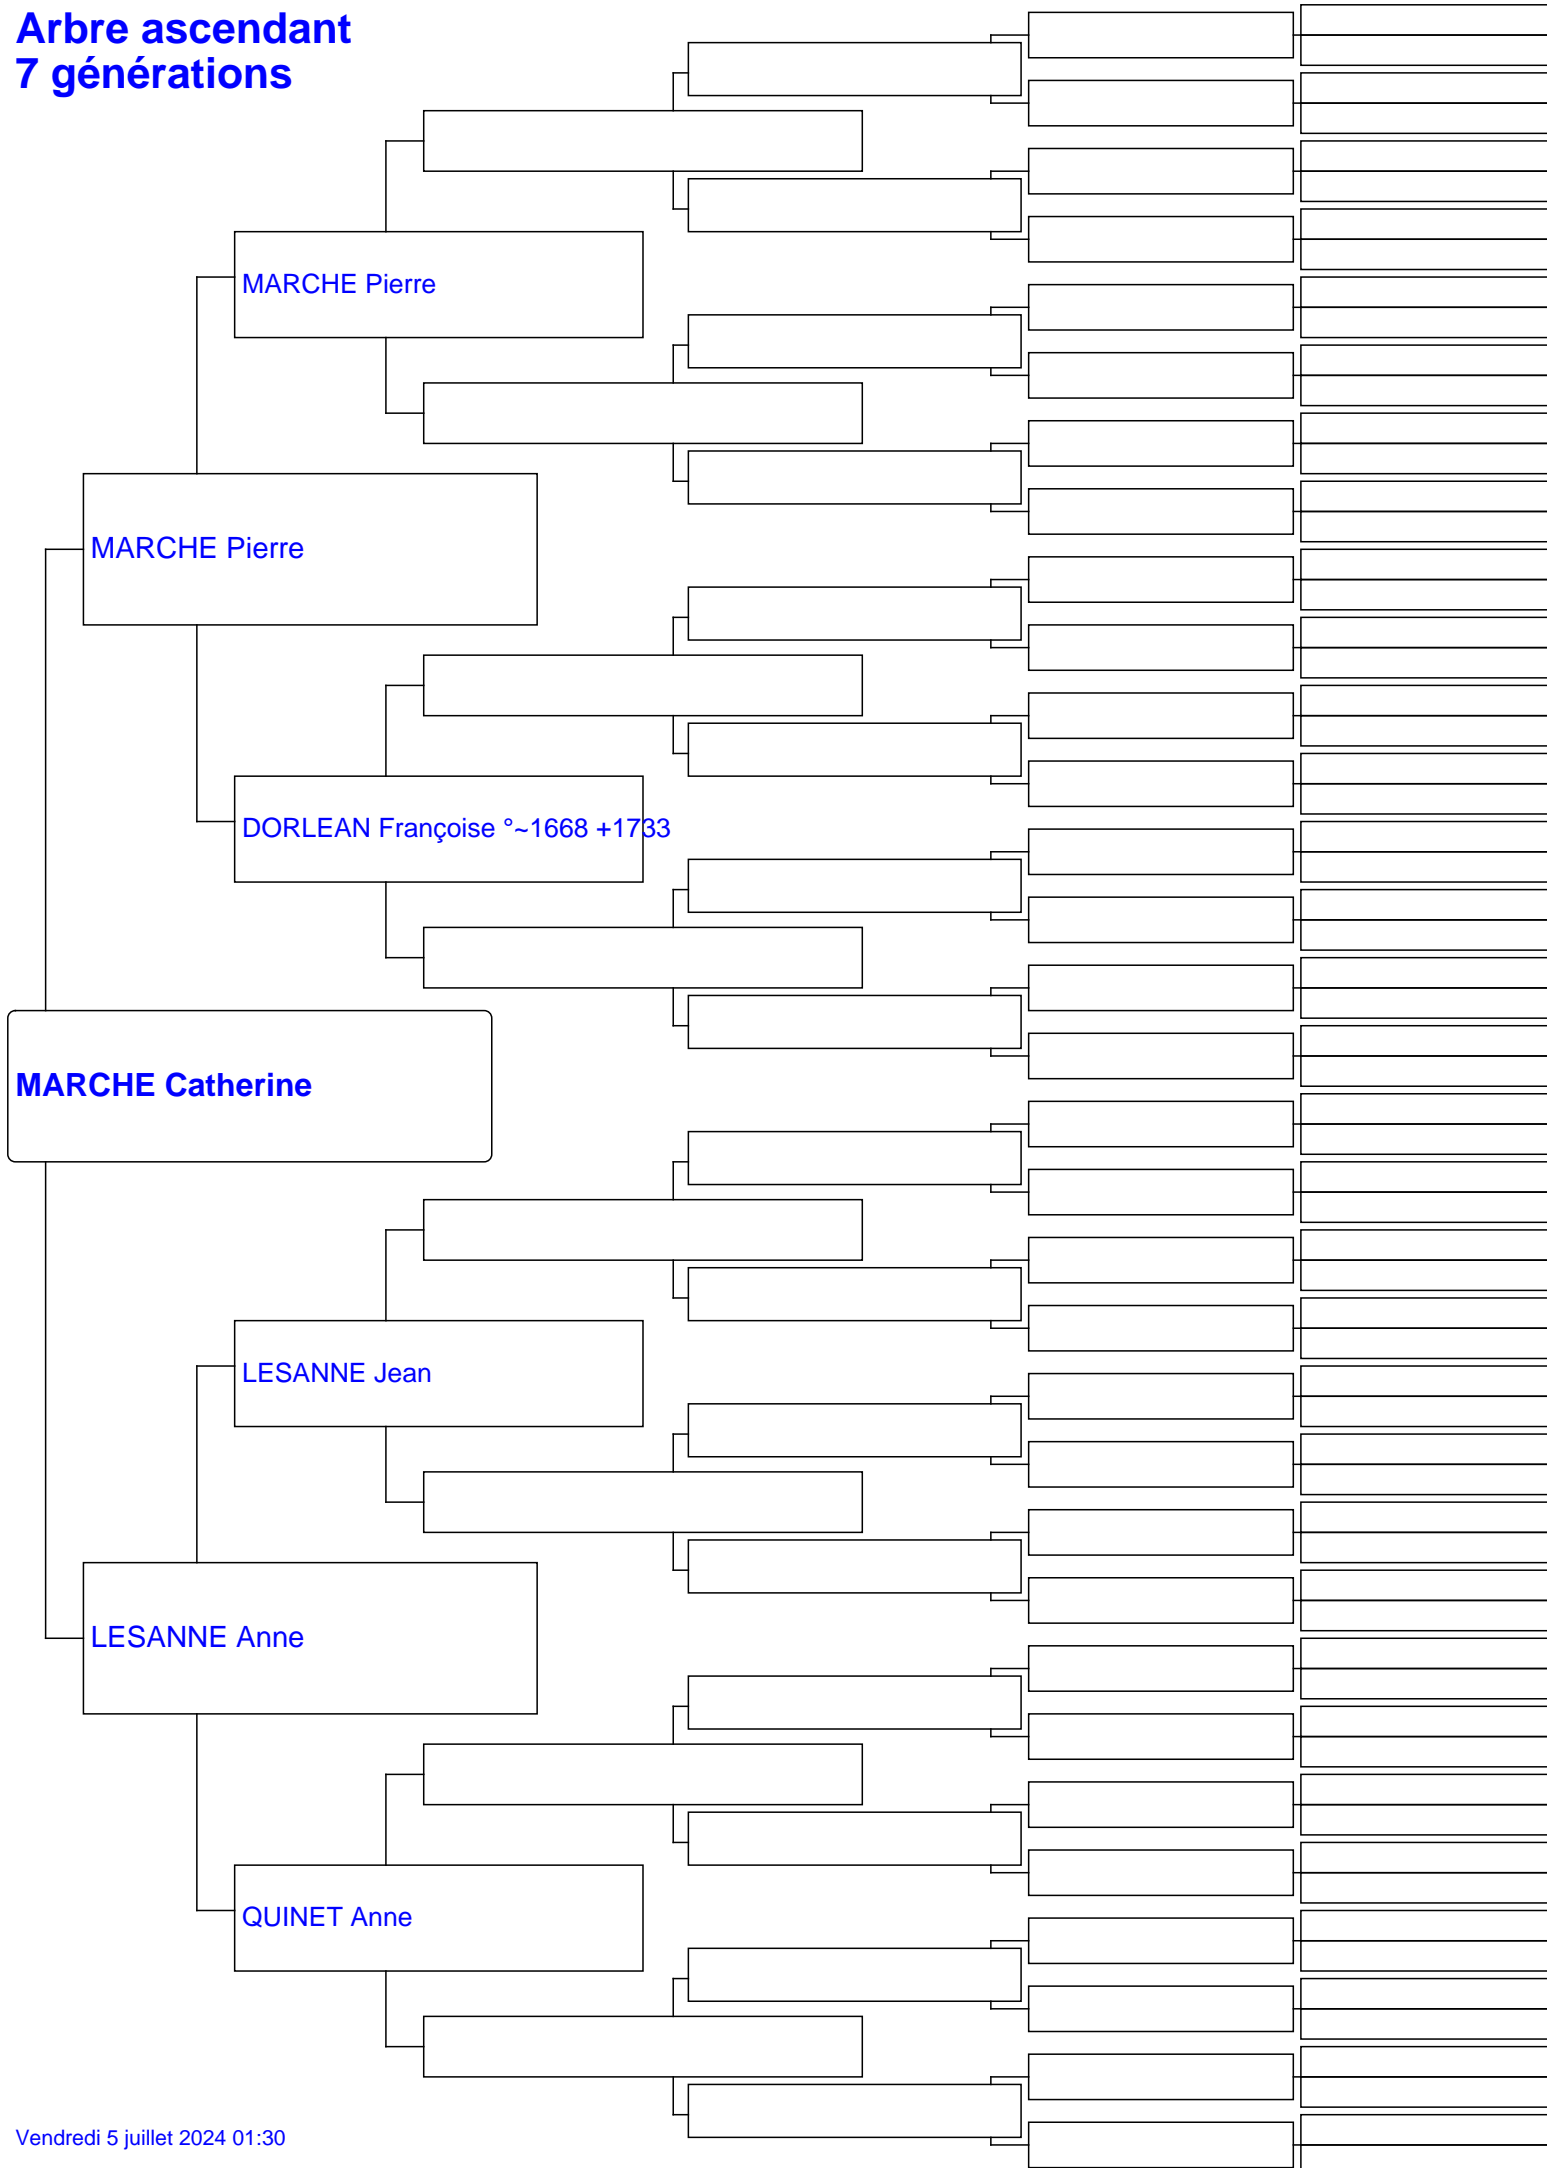 Arbre ascendant
7 générations
MARCHE Pierre
MARCHE Pierre
DORLEAN Françoise °~1668 +1733
MARCHE Catherine
LESANNE Jean
LESANNE Anne
QUINET Anne
Vendredi 5 juillet 2024 01:30